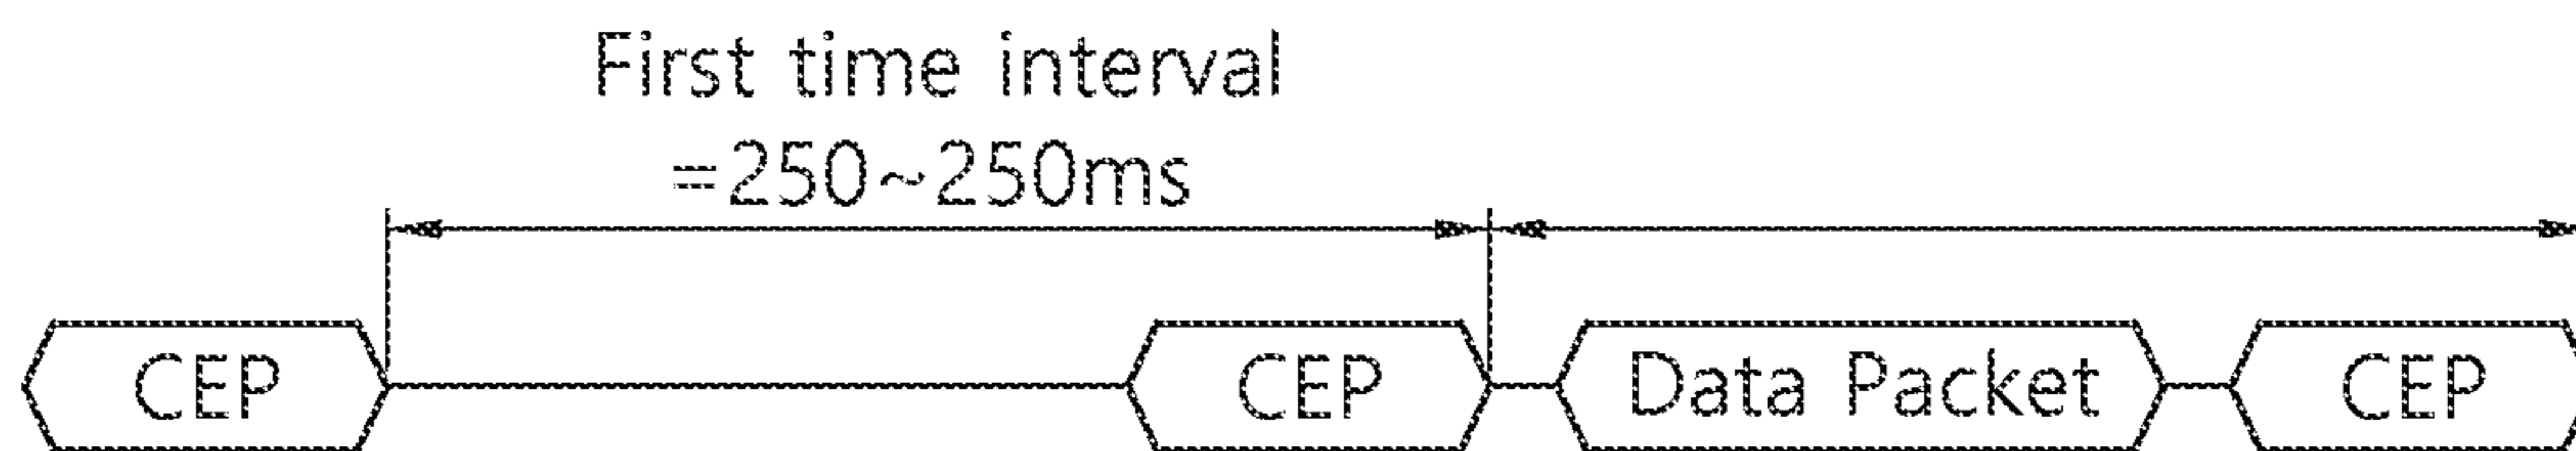 First time interval
=250~250ms
CEP CEP Data Packet CEP